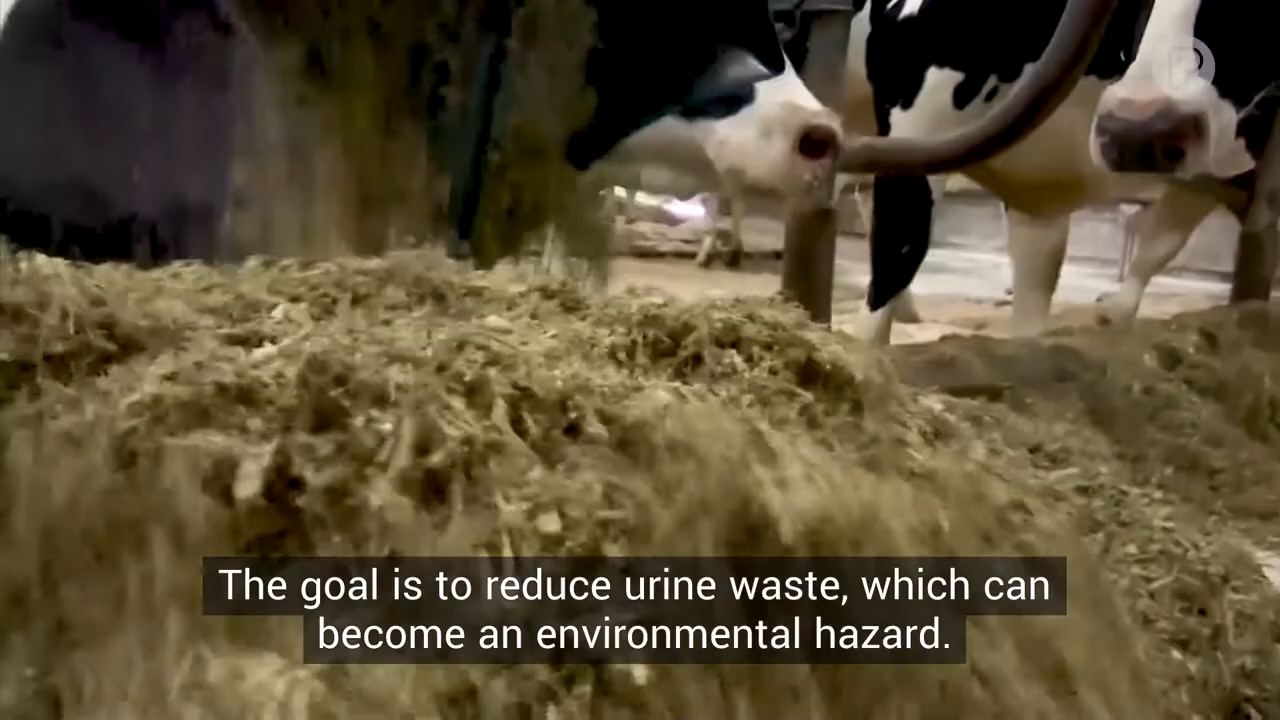 The goal is to reduce urine waste, which can
become an environmental hazard.